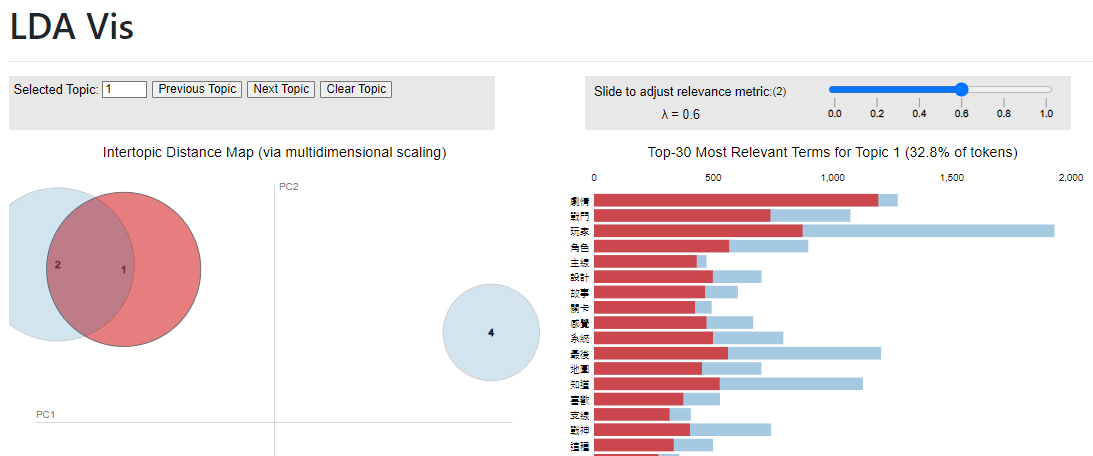 LDA Vis
Selected Topic: 1 Previous Topic Next Topic Clear Topic
Slide to adjust relevance metric:(2)
λ = 0.6
0.0 0.2 0.4 0.6 0.8 1.0
Intertopic Distance Map (via multidimensional scaling)
PC2
2
1
4
PC1
Top-30 Most Relevant Terms for Topic 1 (32.8% of tokens)
0 500 1,000 1,500 2,000
劇情
戰鬥
玩家
角色
主線
設計
故事
關卡
感覺
系統
最後
地圖
知道
喜歡
支線
戰神
這種